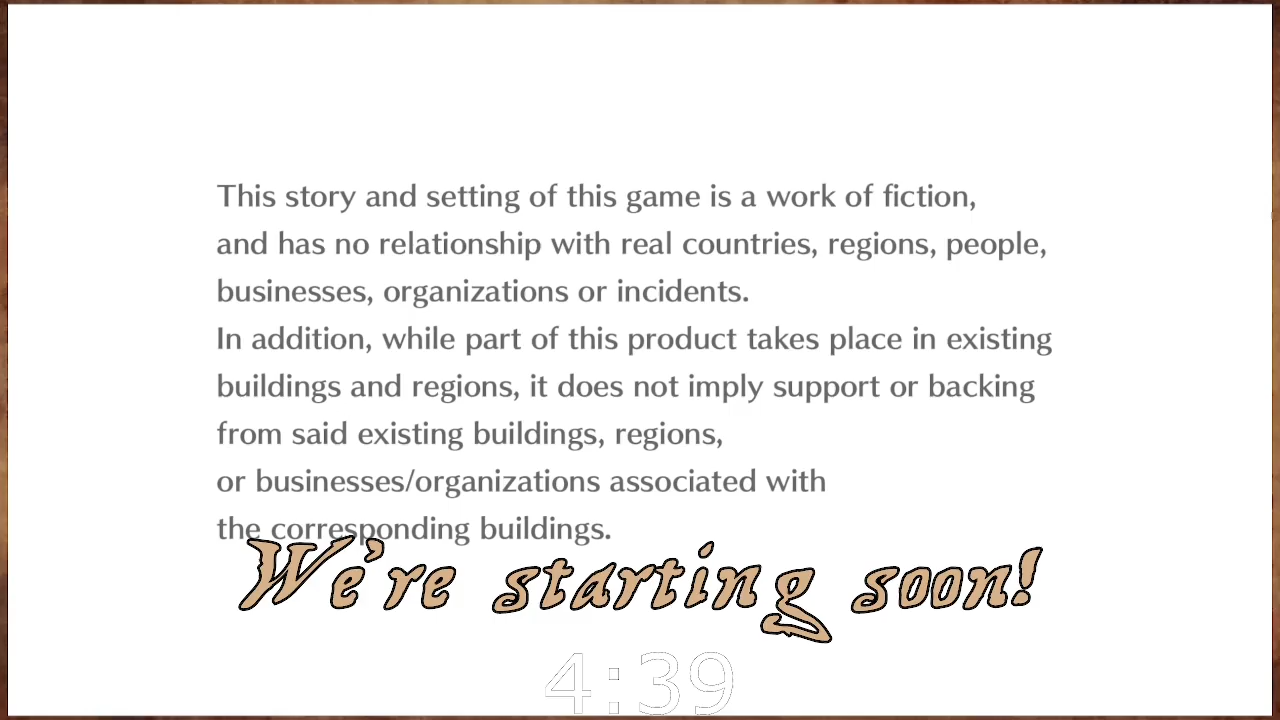 This story and setting of this game is a work of fiction,
and has no relationship with real countries, regions, people,
businesses, organizations or incidents.
In addition, while part of this product takes place in existing
buildings and regions, it does not imply support or backing
from said existing buildings, regions,
or businesses/organizations associated with
the corresponding buildings.
We're starting soon!
4:39